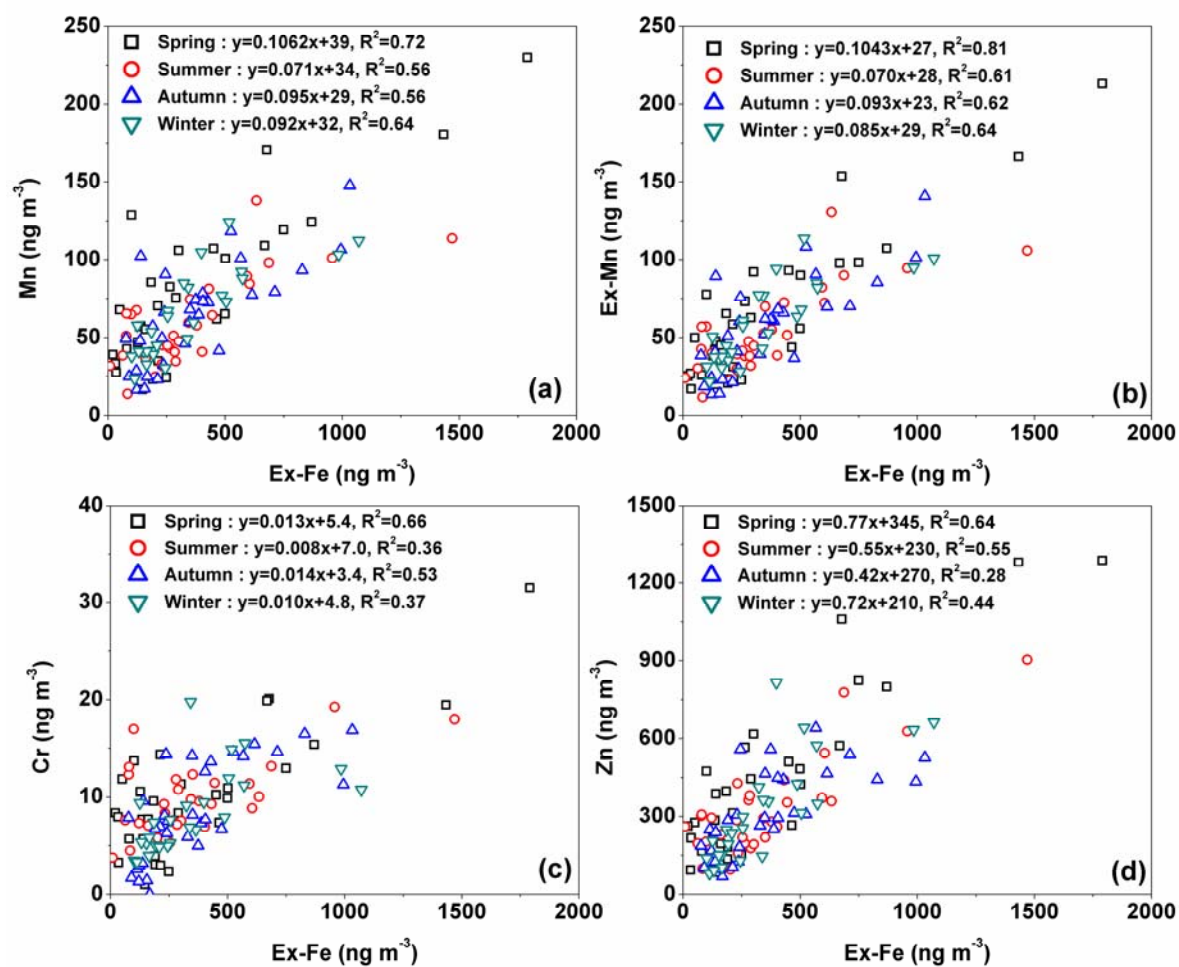 250
200
150
100
50
0
Mn (ng m⁻³)
Spring : y=0.1062x+39, R²=0.72
Summer : y=0.071x+34, R²=0.56
Autumn : y=0.095x+29, R²=0.56
Winter : y=0.092x+32, R²=0.64
(a)
0 500 1000 1500 2000
Ex-Fe (ng m⁻³)
250
200
150
100
50
0
Ex-Mn (ng m⁻³)
Spring : y=0.1043x+27, R²=0.81
Summer : y=0.070x+28, R²=0.61
Autumn : y=0.093x+23, R²=0.62
Winter : y=0.085x+29, R²=0.64
(b)
0 500 1000 1500 2000
Ex-Fe (ng m⁻³)
40
30
20
10
0
Cr (ng m⁻³)
Spring : y=0.013x+5.4, R²=0.66
Summer : y=0.008x+7.0, R²=0.36
Autumn : y=0.014x+3.4, R²=0.53
Winter : y=0.010x+4.8, R²=0.37
(c)
0 500 1000 1500 2000
Ex-Fe (ng m⁻³)
1500
1200
900
600
300
0
Zn (ng m⁻³)
Spring : y=0.77x+345, R²=0.64
Summer : y=0.55x+230, R²=0.55
Autumn : y=0.42x+270, R²=0.28
Winter : y=0.72x+210, R²=0.44
(d)
0 500 1000 1500 2000
Ex-Fe (ng m⁻³)